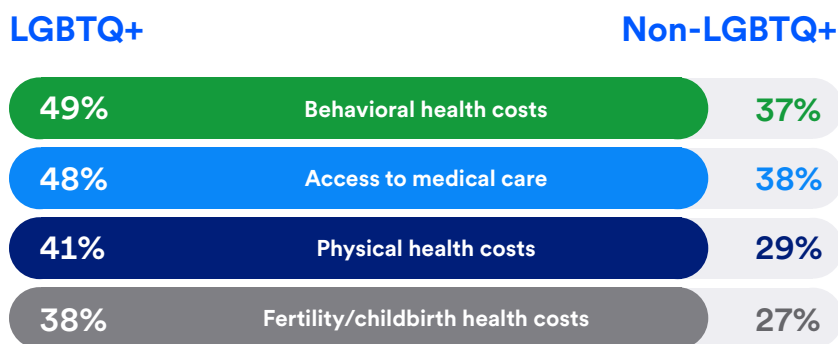 LGBTQ+ Non-LGBTQ+
49% Behavioral health costs 37%
48% Access to medical care 38%
41% Physical health costs 29%
38% Fertility/childbirth health costs 27%